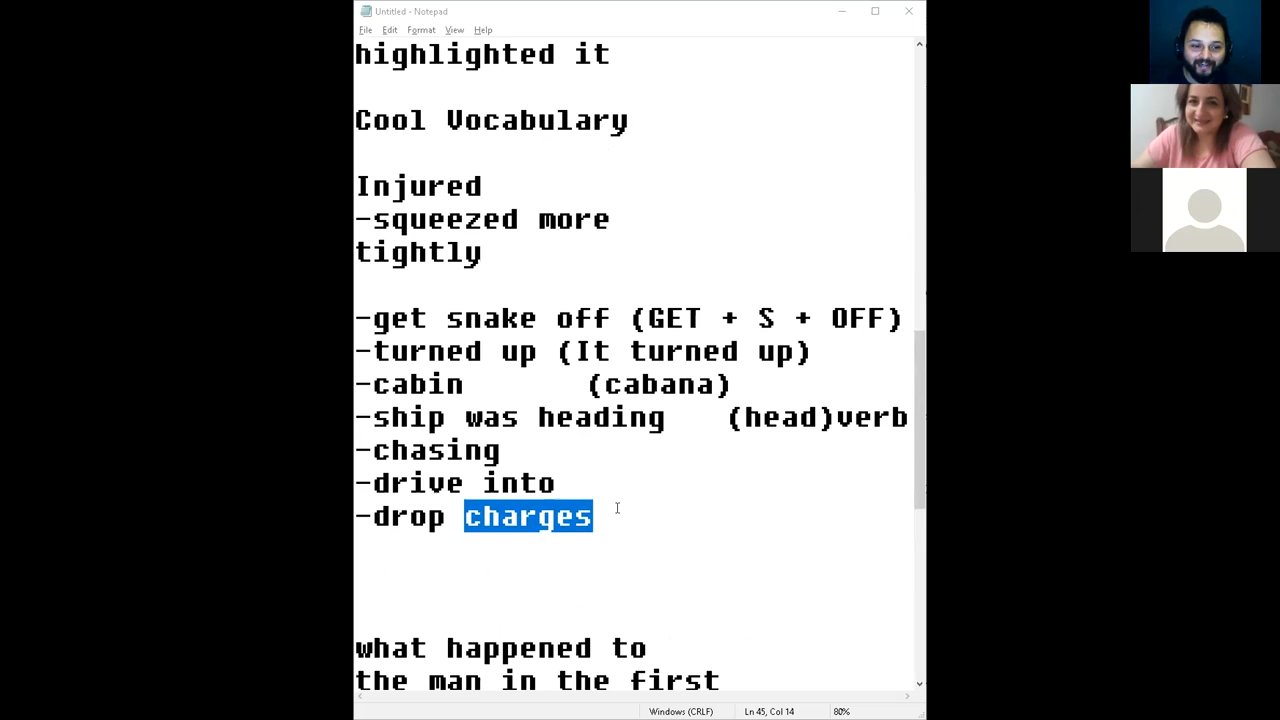 Untitled - Notepad
File Edit Format View Help
highlighted it
Cool Vocabulary
Injured
-squeezed more
tightly
-get snake off (GET + S + OFF)
-turned up (It turned up)
-cabin (cabana)
-ship was heading (head)verb
-chasing
-drive into
-drop charges
what happened to
the man in the first
Windows (CRLF) Ln 45, Col 14 80%